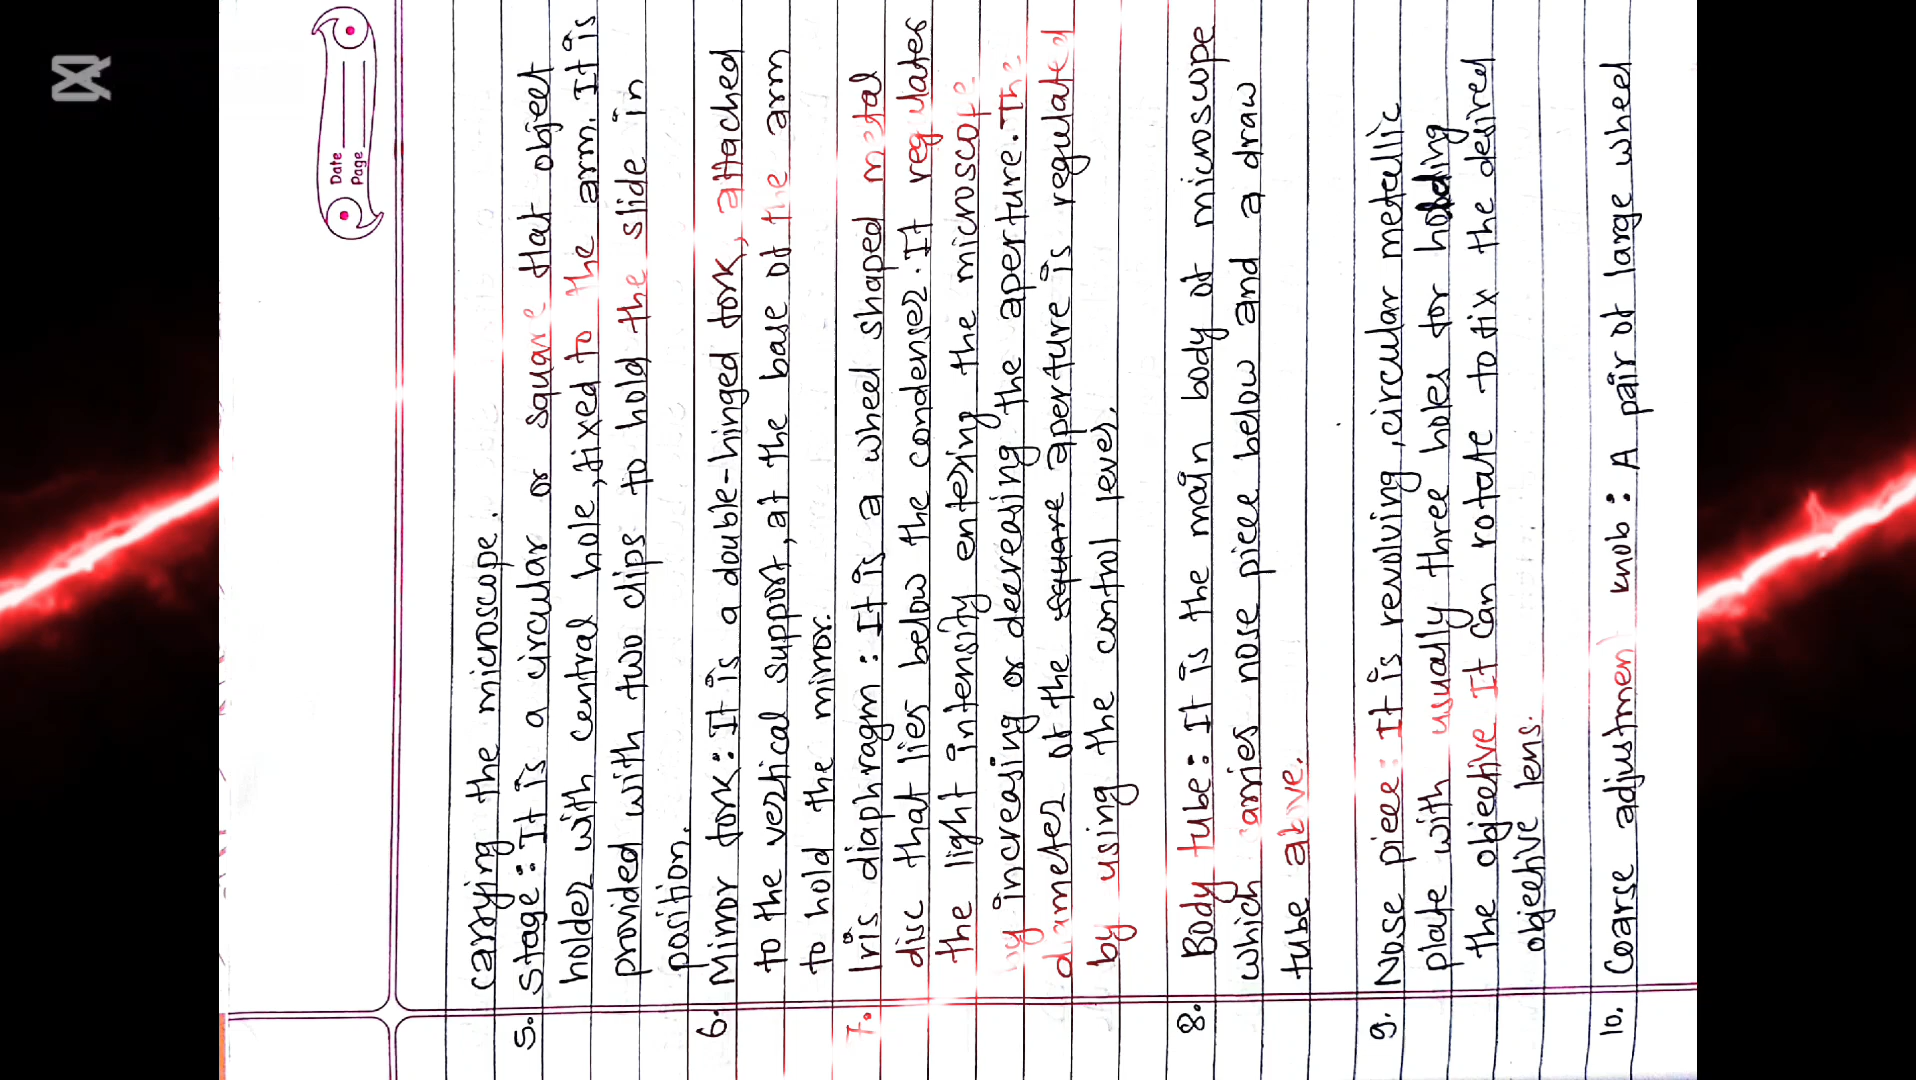 Date
Page
carrying the microscope.
5. Stage: It is a circular or square that object
holder with central hole, fixed to the arm. It is
provided with two clips to hold the slide in
position.
6. Mirror fork: It is a double-hinged fork, attached
to the vertical support, at the base of the arm
to hold the mirror.
7. Iris diaphragm: It is a wheel shaped metal
disc that lies below the condenser. It regulates
the light intensity entering the microscope
by increasing or decreasing the aperture. The
diameter of the square aperture is regulated
by using the control lever.
8. Body tube: It is the main body of microscope
which carries nose piece below and a draw
tube above.
9. Nose piece: It is revolving, circular metallic
plate with usually three holes for holding
the objective It can rotate to fix the desired
objective lens.
10. Coarse adjustment knob: A pair of large wheel